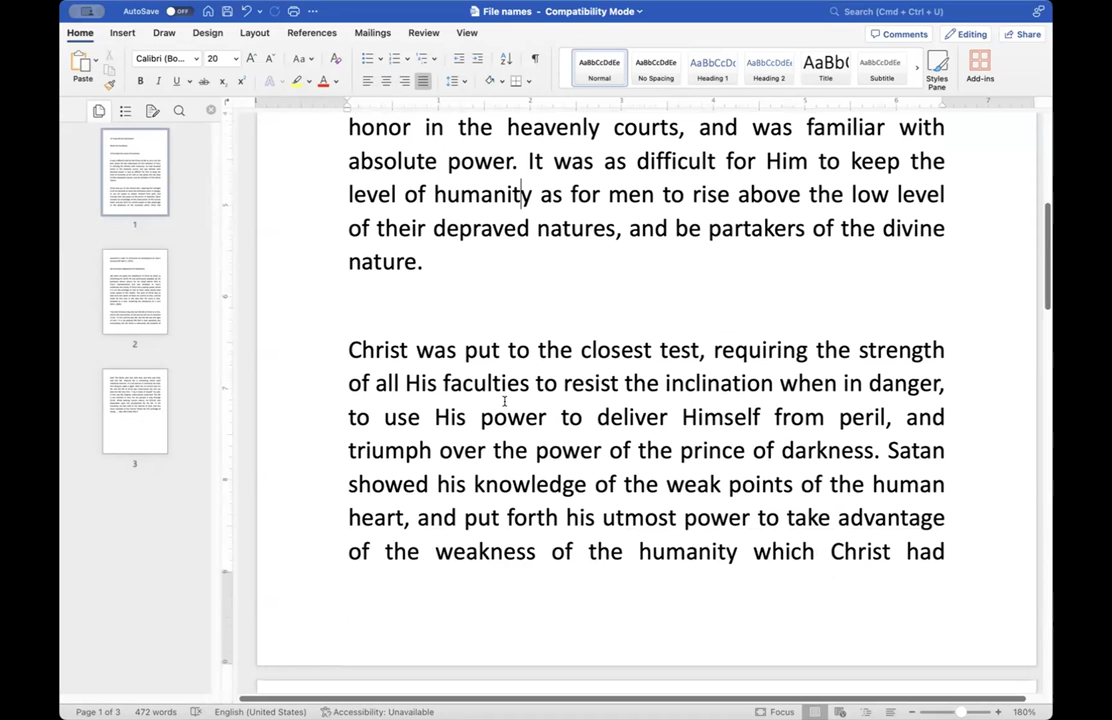 AutoSave OFF
File names - Compatibility Mode
Search (Cmd + Ctrl + U)
Home Insert Draw Design Layout References Mailings Review View
Comments Editing Share
Calibri (Bo... 20
Paste
AaBbCcDdEe AaBbCcDdEe AaBbCcDc AaBbCcDdEe AaBb( AaBbCcDdEe
Normal No Spacing Heading 1 Heading 2 Title Subtitle
Styles Pane
Add-ins
1 2 3 4 5 6 7
honor in the heavenly courts, and was familiar with
absolute power. It was as difficult for Him to keep the
level of humanity as for men to rise above the low level
of their depraved natures, and be partakers of the divine
nature.
Christ was put to the closest test, requiring the strength
of all His faculties to resist the inclination when in danger,
to use His power to deliver Himself from peril, and
triumph over the power of the prince of darkness. Satan
showed his knowledge of the weak points of the human
heart, and put forth his utmost power to take advantage
of the weakness of the humanity which Christ had
1
2
3
Page 1 of 3 472 words English (United States) Accessibility: Unavailable Focus 180%